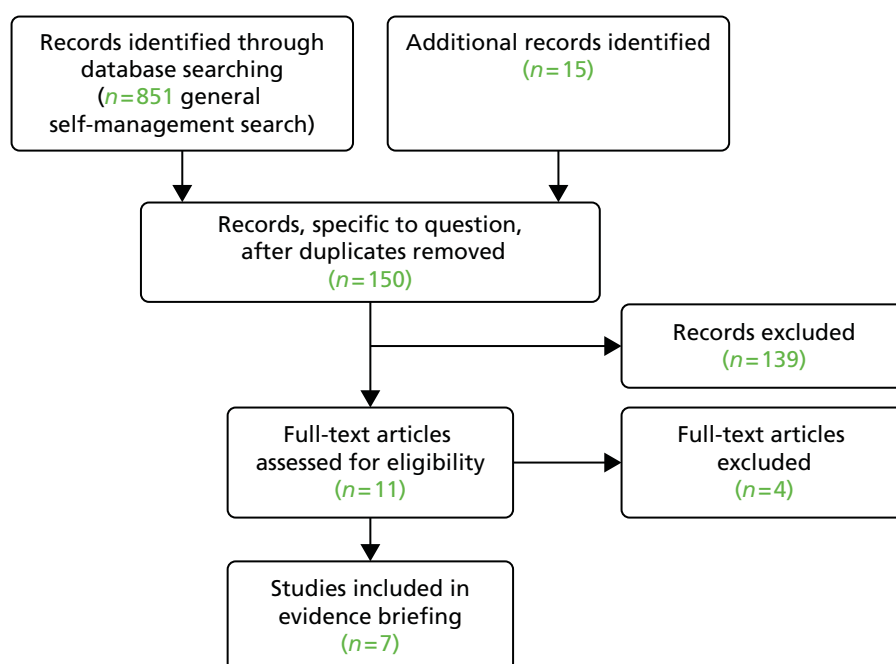 Records identified through
database searching
(n=851 general
self-management search)
Additional records identified
(n=15)
Records, specific to question,
after duplicates removed
(n=150)
Records excluded
(n=139)
Full-text articles
assessed for eligibility
(n=11)
Full-text articles
excluded
(n=4)
Studies included in
evidence briefing
(n=7)